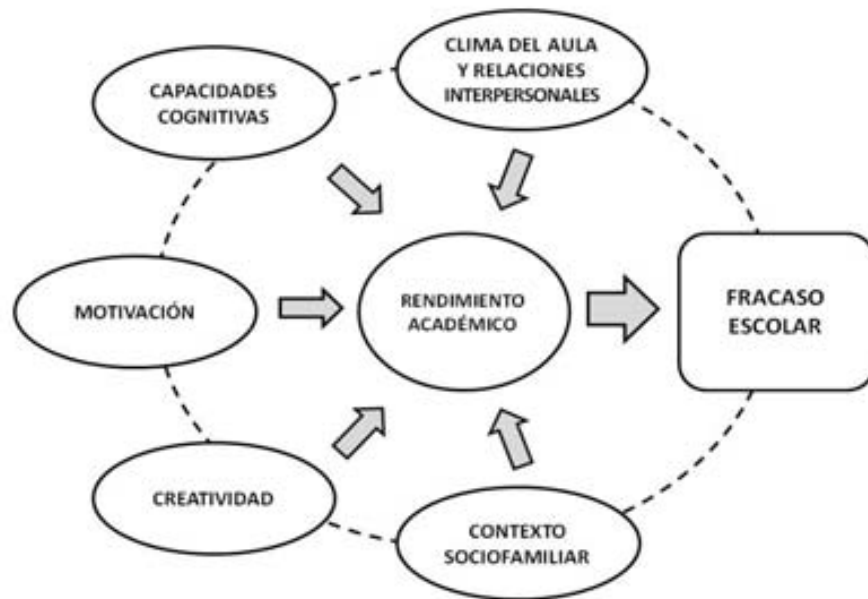 CLIMA DEL AULA
Y RELACIONES
INTERPERSONALES
CAPACIDADES
COGNITIVAS
MOTIVACIÓN
RENDIMIENTO
ACADÉMICO
FRACASO
ESCOLAR
CREATIVIDAD
CONTEXTO
SOCIOFAMILIAR